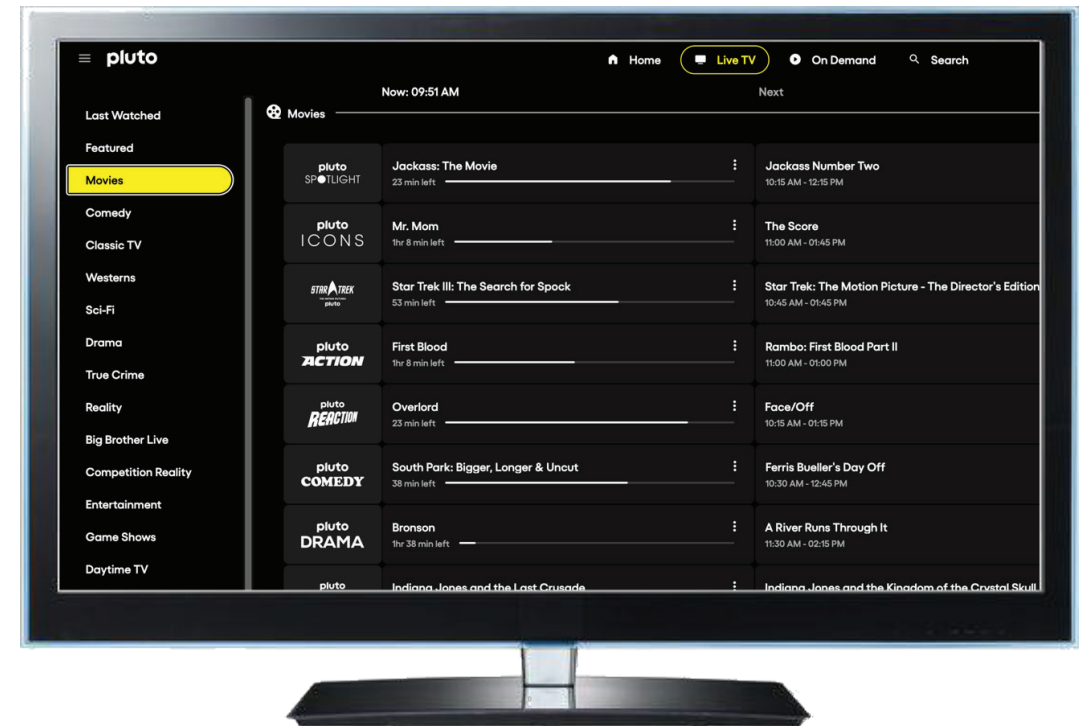 pluto
Home
Live TV
On Demand
Search
Now: 09:51 AM
Next
Last Watched
Featured
Movies
Comedy
Classic TV
Westerns
Sci-Fi
Drama
True Crime
Reality
Big Brother Live
Competition Reality
Entertainment
Game Shows
Daytime TV
Movies
pluto
SPOTLIGHT
Jackass: The Movie
23 min left
Jackass Number Two
10:15 AM - 12:15 PM
pluto
ICONS
Mr. Mom
1hr 8 min left
The Score
11:00 AM - 01:45 PM
STAR TREK
pluto
Star Trek III: The Search for Spock
53 min left
Star Trek: The Motion Picture - The Director's Edition
10:45 AM - 01:45 PM
pluto
ACTION
First Blood
1hr 8 min left
Rambo: First Blood Part II
11:00 AM - 01:00 PM
pluto
REACTION
Overlord
23 min left
Face/Off
10:15 AM - 01:15 PM
pluto
COMEDY
South Park: Bigger, Longer & Uncut
38 min left
Ferris Bueller's Day Off
10:30 AM - 12:45 PM
pluto
DRAMA
Bronson
1hr 38 min left
A River Runs Through It
11:30 AM - 02:15 PM
pluto
Indiana Jones and the Last Crusade
Indiana Jones and the Kingdom of the Crystal Skull